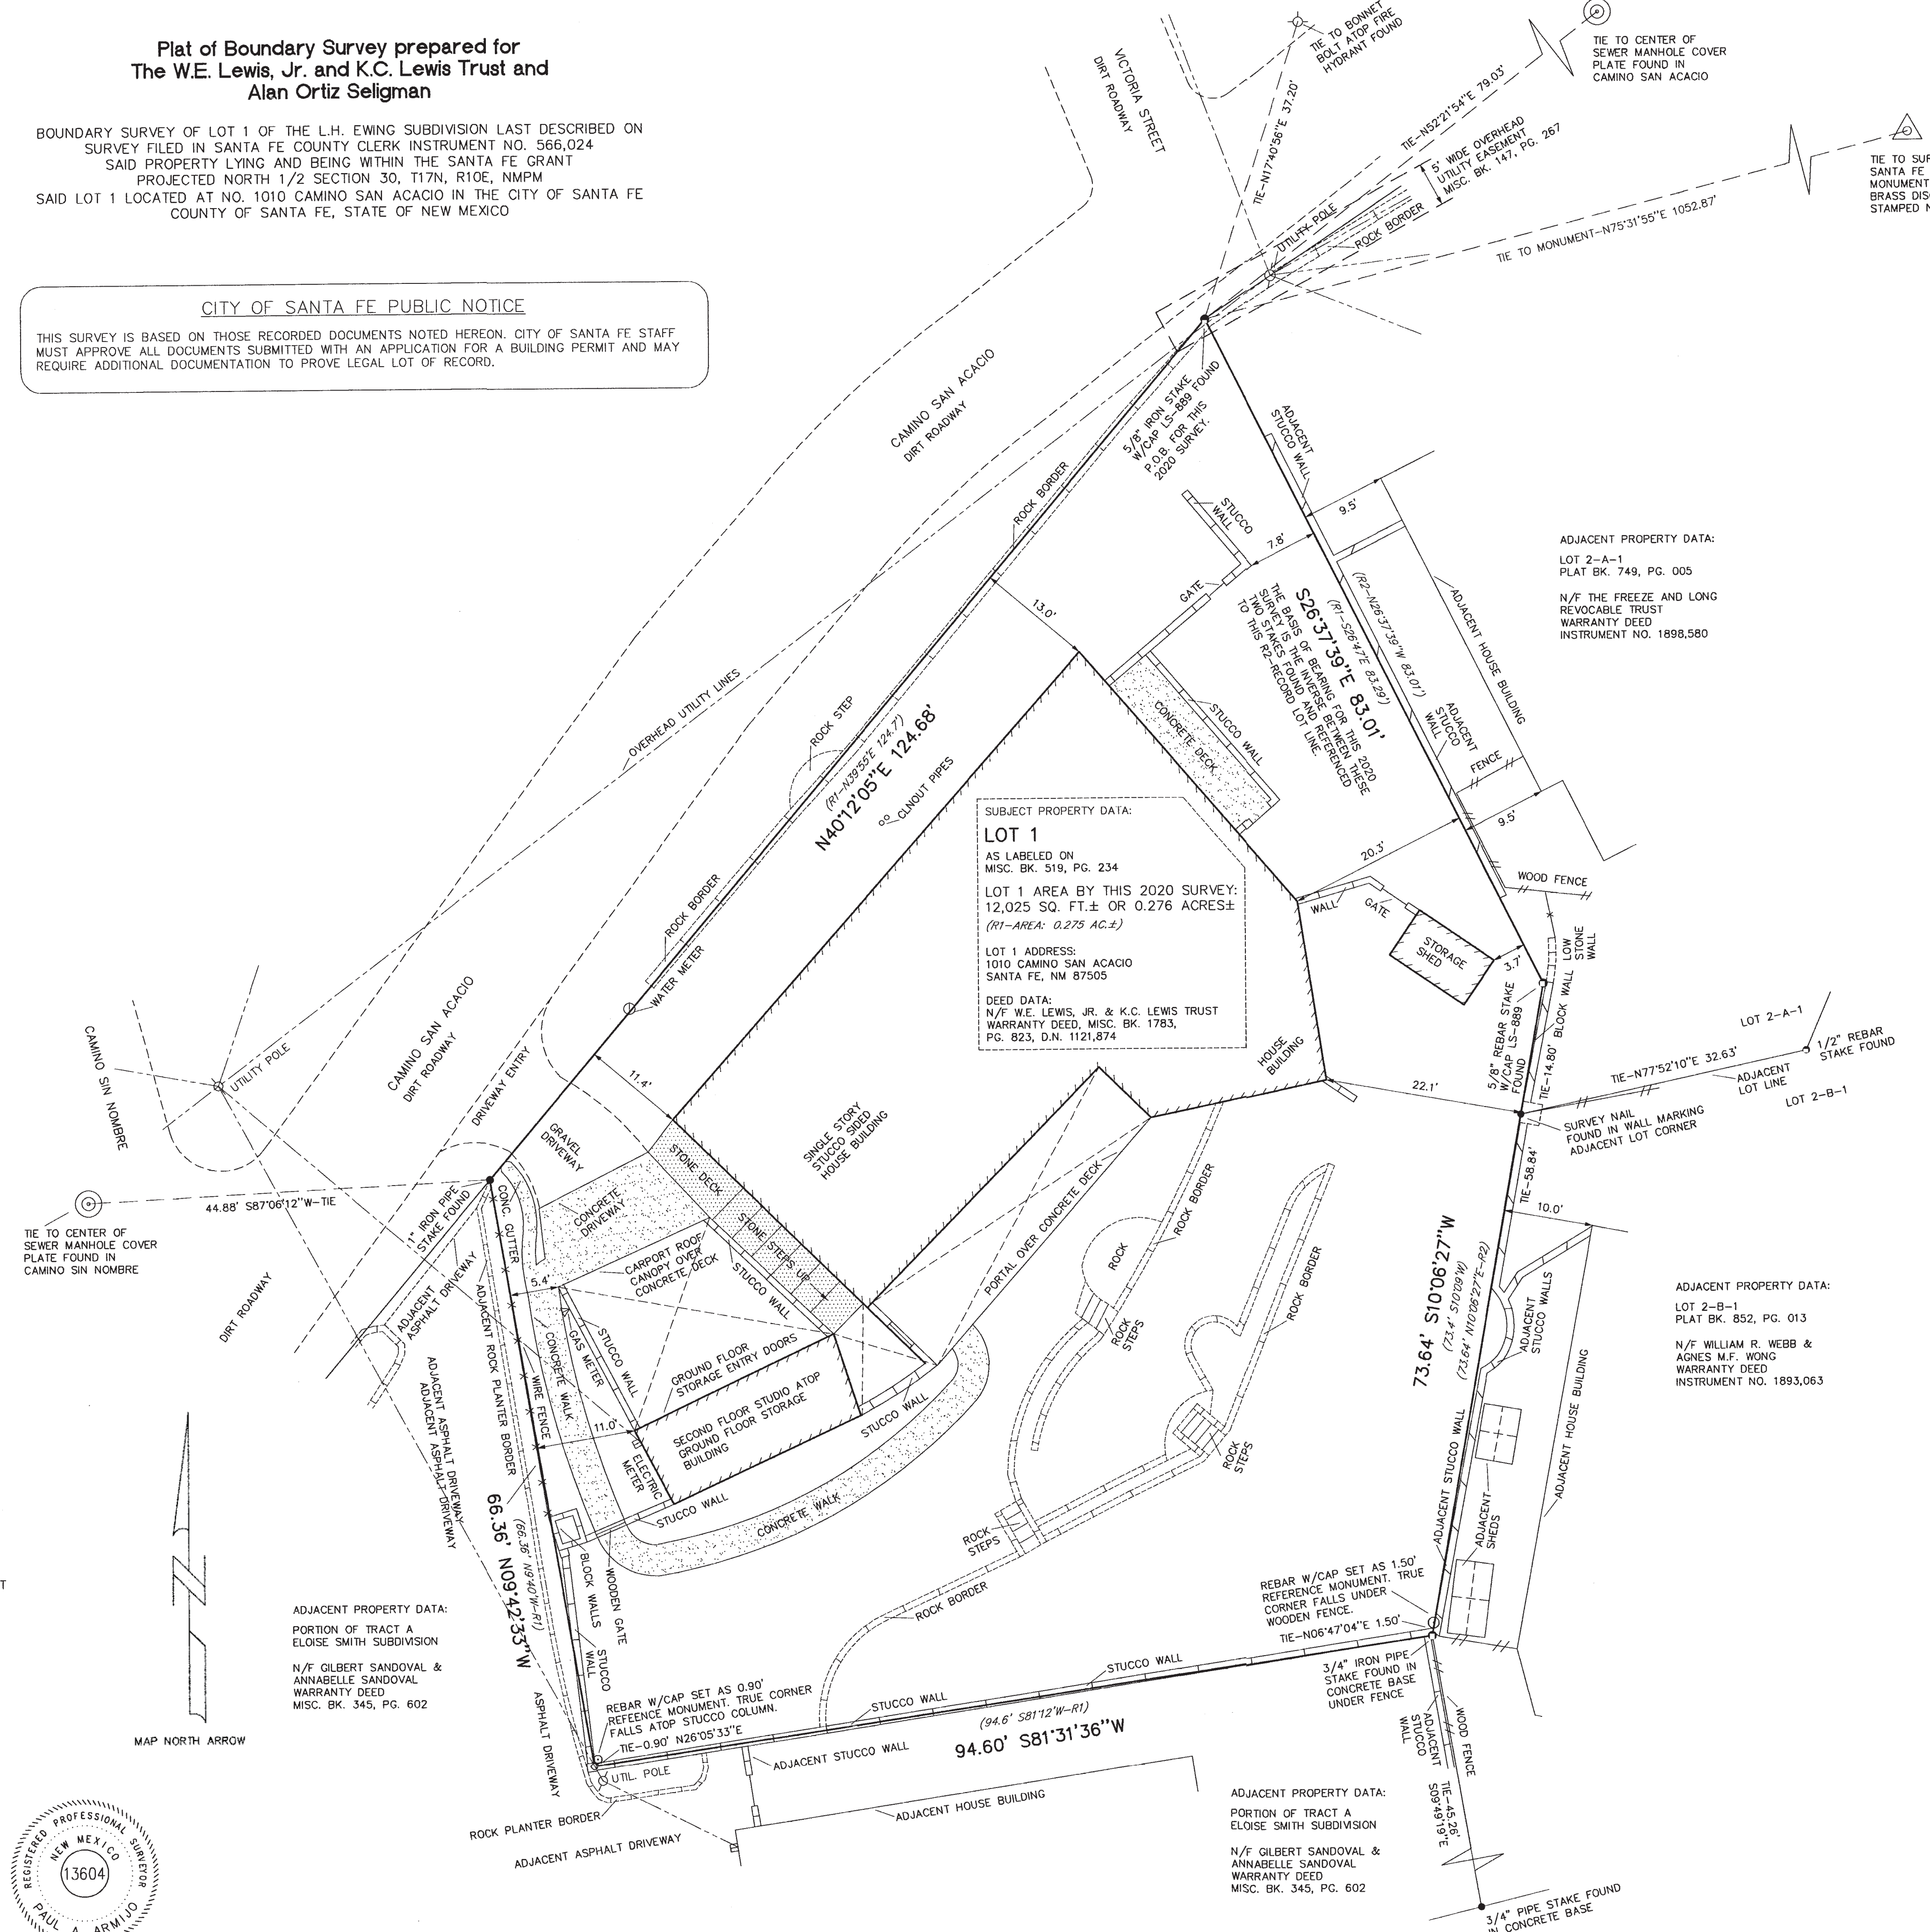 Plat of Boundary Survey prepared for
The W.E. Lewis, Jr. and K.C. Lewis Trust and
Alan Ortiz Seligman
BOUNDARY SURVEY OF LOT 1 OF THE L.H. EWING SUBDIVISION LAST DESCRIBED ON
SURVEY FILED IN SANTA FE COUNTY CLERK INSTRUMENT NO. 566,024
SAID PROPERTY LYING AND BEING WITHIN THE SANTA FE GRANT
PROJECTED NORTH 1/2 SECTION 30, T17N, R10E, NMPM
SAID LOT 1 LOCATED AT NO. 1010 CAMINO SAN ACACIO IN THE CITY OF SANTA FE
COUNTY OF SANTA FE, STATE OF NEW MEXICO
CITY OF SANTA FE PUBLIC NOTICE
THIS SURVEY IS BASED ON THOSE RECORDED DOCUMENTS NOTED HEREON. CITY OF SANTA FE STAFF
MUST APPROVE ALL DOCUMENTS SUBMITTED WITH AN APPLICATION FOR A BUILDING PERMIT AND MAY
REQUIRE ADDITIONAL DOCUMENTATION TO PROVE LEGAL LOT OF RECORD.
VICTORIA STREET
DIRT ROADWAY
TIE TO BONNET
BOLT ATOP FIRE
HYDRANT FOUND
TIE-N17°40'56"E 37.20'
TIE TO CENTER OF
SEWER MANHOLE COVER
PLATE FOUND IN
CAMINO SAN ACACIO
TIE-N52°21'54"E 79.03'
5' WIDE OVERHEAD
UTILITY EASEMENT
MISC. BK. 147, PG. 267
UTILITY POLE
ROCK BORDER
TIE TO MONUMENT-N75°31'55"E 1052.87'
TIE TO SUR
SANTA FE
MONUMENT
BRASS DIS
STAMPED N
CAMINO SAN ACACIO
DIRT ROADWAY
5/8" IRON STAKE
W/CAP LS-889 FOUND
P.O.B. FOR THIS
2020 SURVEY.
ADJACENT
STUCCO WALL
9.5'
ROCK BORDER
STUCCO
WALL
7.8'
GATE
13.0'
(R2-N26°37'39"W 83.01')
(R1-S26°47'E 83.29')
S26°37'39"E 83.01'
THE BASIS OF BEARING FOR THIS 2020
SURVEY IS THE INVERSE BETWEEN THESE
TWO STAKES FOUND AND REFERENCED
TO THIS R2-RECORD LOT LINE.
ADJACENT HOUSE BUILDING
ADJACENT PROPERTY DATA:
LOT 2-A-1
PLAT BK. 749, PG. 005
N/F THE FREEZE AND LONG
REVOCABLE TRUST
WARRANTY DEED
INSTRUMENT NO. 1898,580
OVERHEAD UTILITY LINES
ROCK STEP
(R1-N39°55'E 124.7')
N40°12'05"E 124.68'
CLNOUT PIPES
CONCRETE DECK
STUCCO WALL
ADJACENT
STUCCO
WALL
FENCE
9.5'
20.3'
SUBJECT PROPERTY DATA:
LOT 1
AS LABELED ON
MISC. BK. 519, PG. 234
LOT 1 AREA BY THIS 2020 SURVEY:
12,025 SQ. FT.± OR 0.276 ACRES±
(R1-AREA: 0.275 AC.±)
LOT 1 ADDRESS:
1010 CAMINO SAN ACACIO
SANTA FE, NM 87505
DEED DATA:
N/F W.E. LEWIS, JR. & K.C. LEWIS TRUST
WARRANTY DEED, MISC. BK. 1783,
PG. 823, D.N. 1121,874
WOOD FENCE
WALL
GATE
STORAGE
SHED
3.7'
LOW
STONE
WALL
BLOCK WALL
5/8" REBAR STAKE
W/CAP LS-889
FOUND
TIE-14.80'
ROCK BORDER
WATER METER
CAMINO SAN ACACIO
DIRT ROADWAY
CAMINO SIN NOMBRE
UTILITY POLE
DRIVEWAY ENTRY
11.4'
GRAVEL
DRIVEWAY
SINGLE STORY
STUCCO SIDED
HOUSE BUILDING
HOUSE
BUILDING
22.1'
LOT 2-A-1
1/2" REBAR
STAKE FOUND
TIE-N77°52'10"E 32.63'
ADJACENT
LOT LINE
LOT 2-B-1
SURVEY NAIL
FOUND IN WALL MARKING
ADJACENT LOT CORNER
TIE-58.84'
10.0'
44.88' S87°06'12"W-TIE
TIE TO CENTER OF
SEWER MANHOLE COVER
PLATE FOUND IN
CAMINO SIN NOMBRE
DIRT ROADWAY
1" IRON PIPE
STAKE FOUND
CONC. GUTTER
CONCRETE
DRIVEWAY
STONE DECK
STONE STEPS UP
CARPORT ROOF
CANOPY OVER
CONCRETE DECK
STUCCO WALL
5.4'
ADJACENT
ASPHALT DRIVEWAY
ADJACENT ROCK PLANTER BORDER
CONCRETE WALK
WIRE FENCE
GAS METER
STUCCO WALL
GROUND FLOOR
STORAGE ENTRY DOORS
SECOND FLOOR STUDIO ATOP
GROUND FLOOR STORAGE
BUILDING
11.0'
ELECTRIC
METER
STUCCO WALL
STUCCO WALL
CONCRETE WALK
PORTAL OVER CONCRETE DECK
ROCK
ROCK BORDER
ROCK
STEPS
ROCK BORDER
ROCK
STEPS
ROCK
STEPS
ROCK BORDER
73.64' S10°06'27"W
(73.4' S10°09'W)
(73.64' N10°06'27"E-R2)
ADJACENT
STUCCO WALLS
ADJACENT STUCCO WALL
ADJACENT
SHEDS
ADJACENT HOUSE BUILDING
ADJACENT PROPERTY DATA:
LOT 2-B-1
PLAT BK. 852, PG. 013
N/F WILLIAM R. WEBB &
AGNES M.F. WONG
WARRANTY DEED
INSTRUMENT NO. 1893,063
ADJACENT ASPHALT DRIVEWAY
ADJACENT ASPHALT DRIVEWAY
66.36' N09°42'33"W
(66.36' N9°40'W-R1)
BLOCK WALLS
WOODEN GATE
STUCCO
WALL
MAP NORTH ARROW
T
ADJACENT PROPERTY DATA:
PORTION OF TRACT A
ELOISE SMITH SUBDIVISION
N/F GILBERT SANDOVAL &
ANNABELLE SANDOVAL
WARRANTY DEED
MISC. BK. 345, PG. 602
ASPHALT DRIVEWAY
REBAR W/CAP SET AS 0.90'
REFEENCE MONUMENT. TRUE CORNER
FALLS ATOP STUCCO COLUMN.
TIE-0.90' N26°05'33"E
UTIL. POLE
STUCCO WALL
STUCCO WALL
(94.6' S81°12'W-R1)
94.60' S81°31'36"W
ADJACENT STUCCO WALL
ADJACENT HOUSE BUILDING
ROCK PLANTER BORDER
ADJACENT ASPHALT DRIVEWAY
REBAR W/CAP SET AS 1.50'
REFERENCE MONUMENT. TRUE
CORNER FALLS UNDER
WOODEN FENCE.
TIE-N06°47'04"E 1.50'
3/4" IRON PIPE
STAKE FOUND IN
CONCRETE BASE
UNDER FENCE
WOOD FENCE
ADJACENT
STUCCO
WALL
TIE-45.26'
S09°49'19"E
ADJACENT PROPERTY DATA:
PORTION OF TRACT A
ELOISE SMITH SUBDIVISION
N/F GILBERT SANDOVAL &
ANNABELLE SANDOVAL
WARRANTY DEED
MISC. BK. 345, PG. 602
3/4" PIPE STAKE FOUND
IN CONCRETE BASE
REGISTERED PROFESSIONAL SURVEYOR
NEW MEXICO
13604
PAUL A. ARMIJO